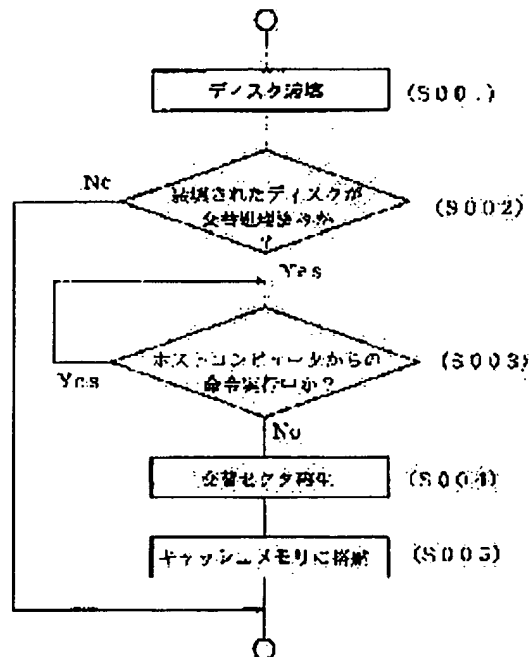 ディスク装填
(S00.)
No
装填されたディスクが
交替処理済みか
?
(S002)
Yes
ホストコンピュータからの
命令実行中か?
(S003)
Yes
No
交替セクタ再生
(S004)
キャッシュメモリに格納
(S005)